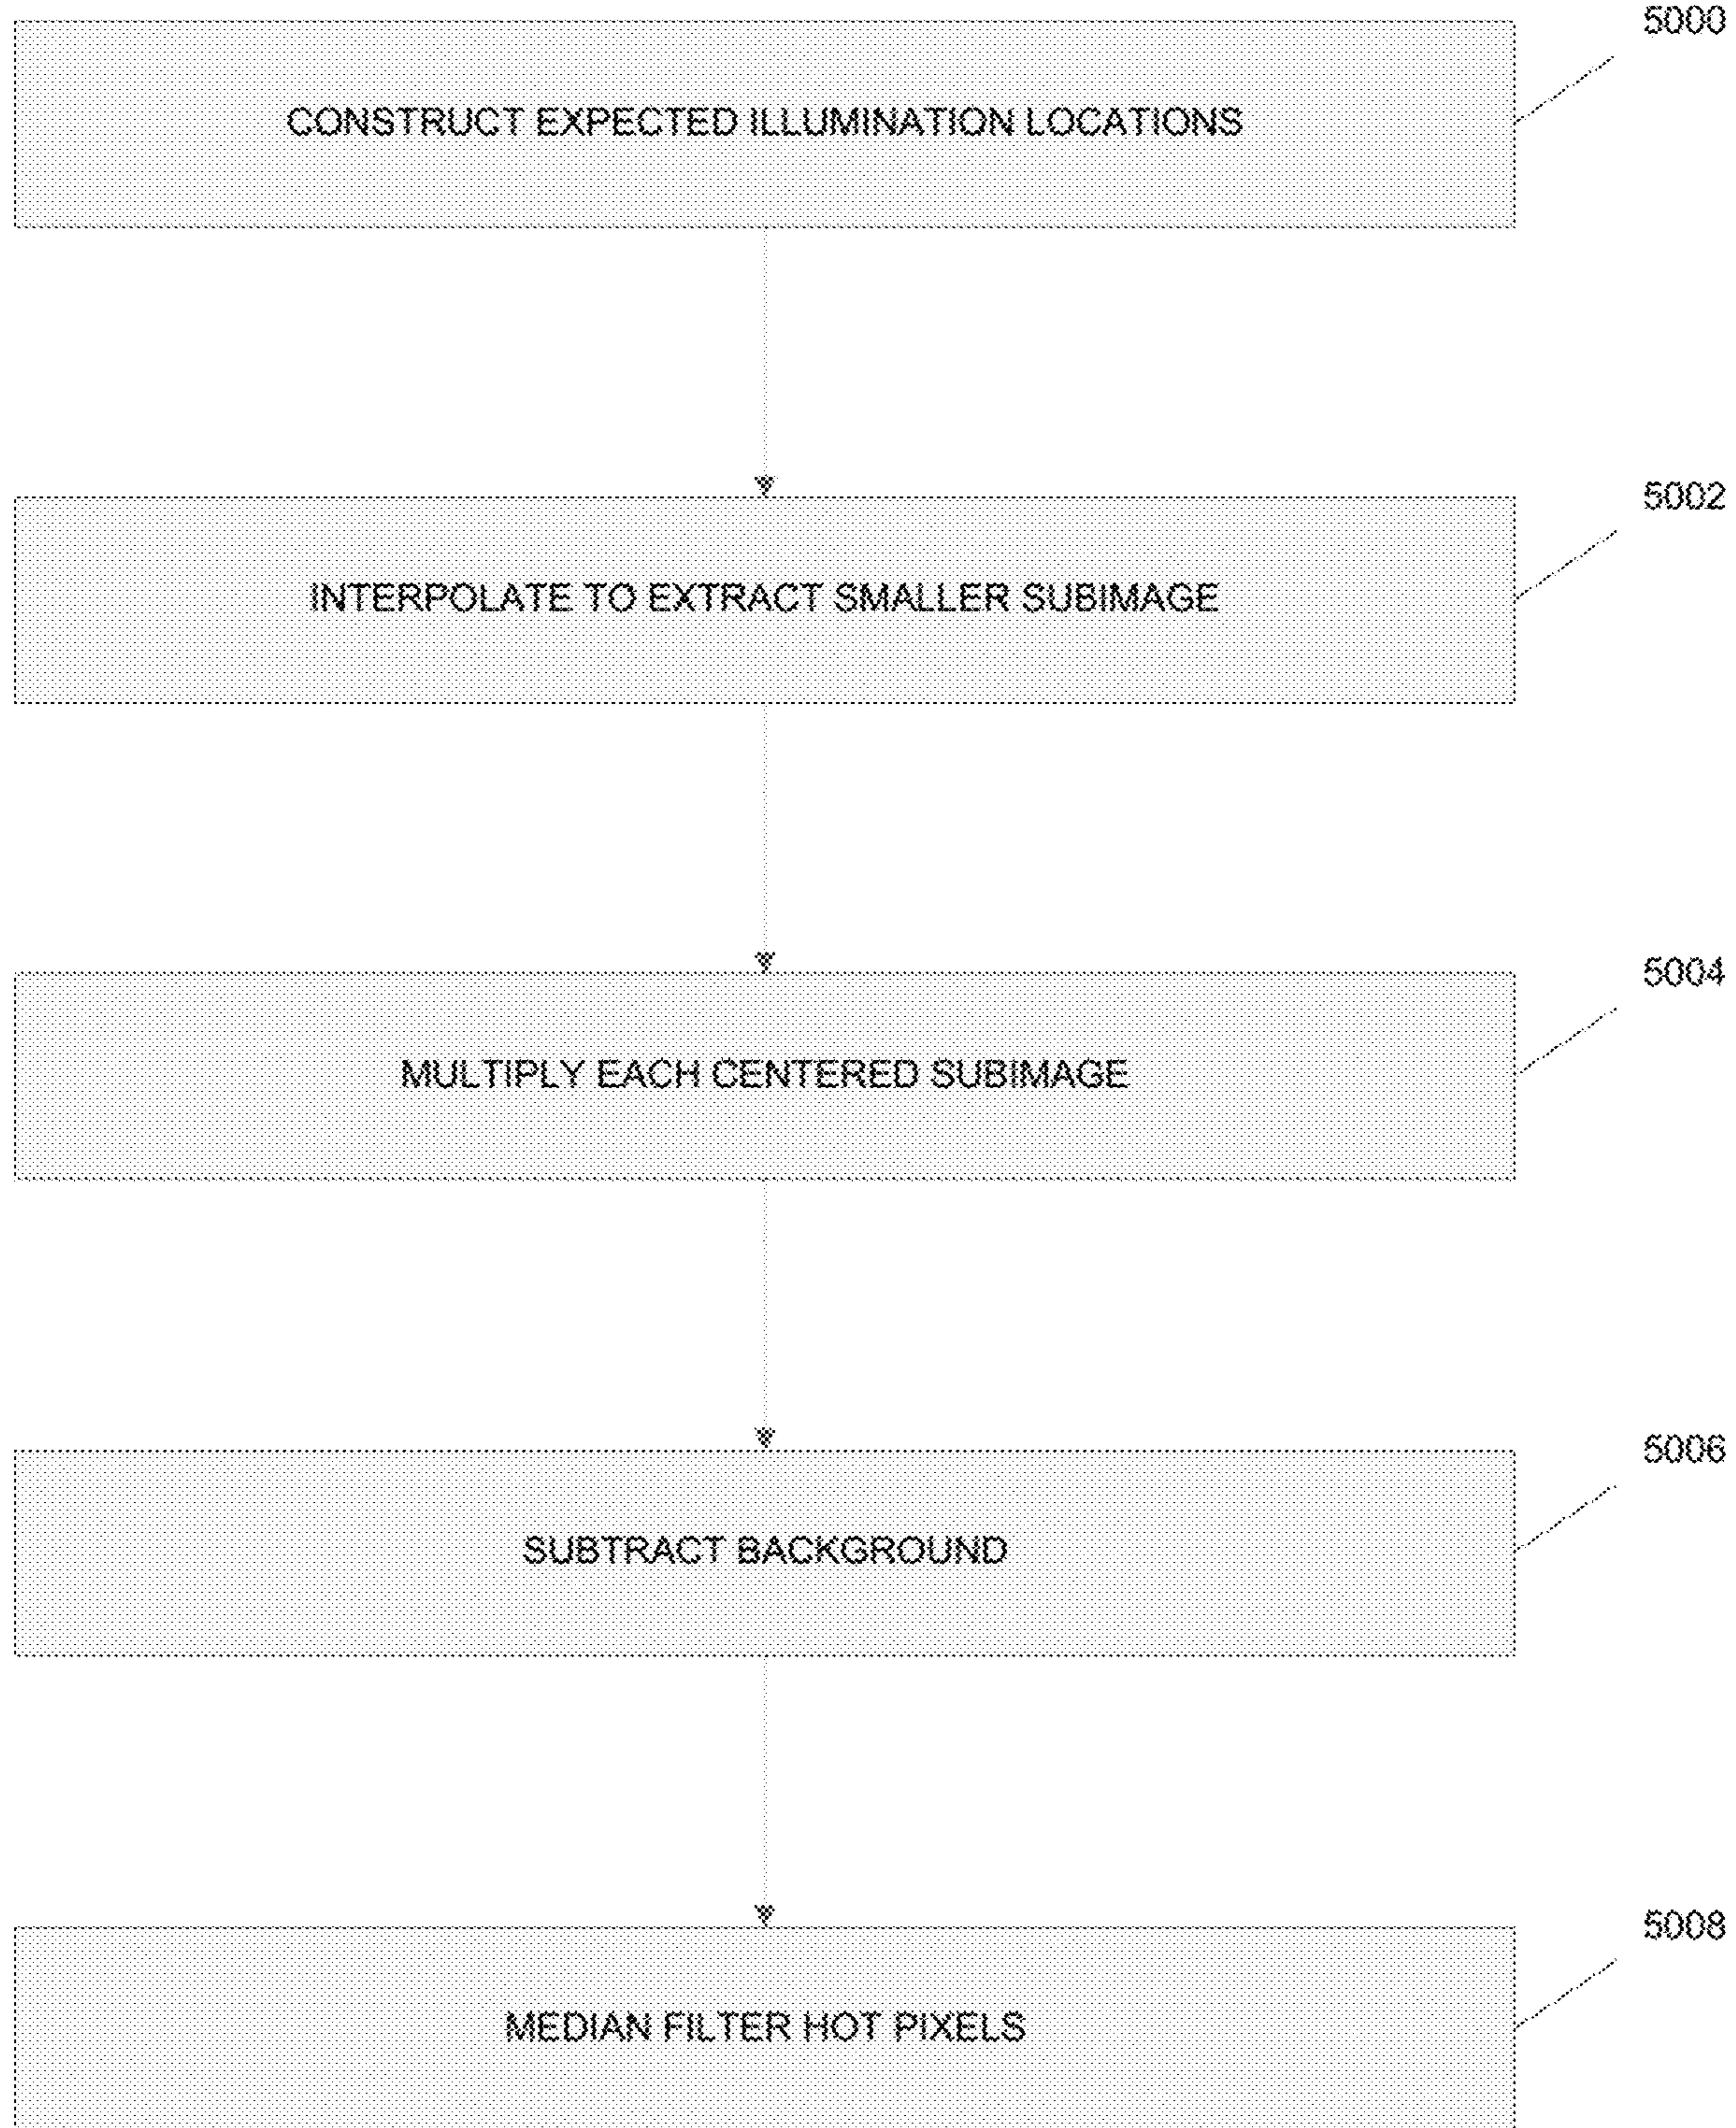 5000
CONSTRUCT EXPECTED ILLUMINATION LOCATIONS
5002
INTERPOLATE TO EXTRACT SMALLER SUBIMAGE
5004
MULTIPLY EACH CENTERED SUBIMAGE
5006
SUBTRACT BACKGROUND
5008
MEDIAN FILTER HOT PIXELS